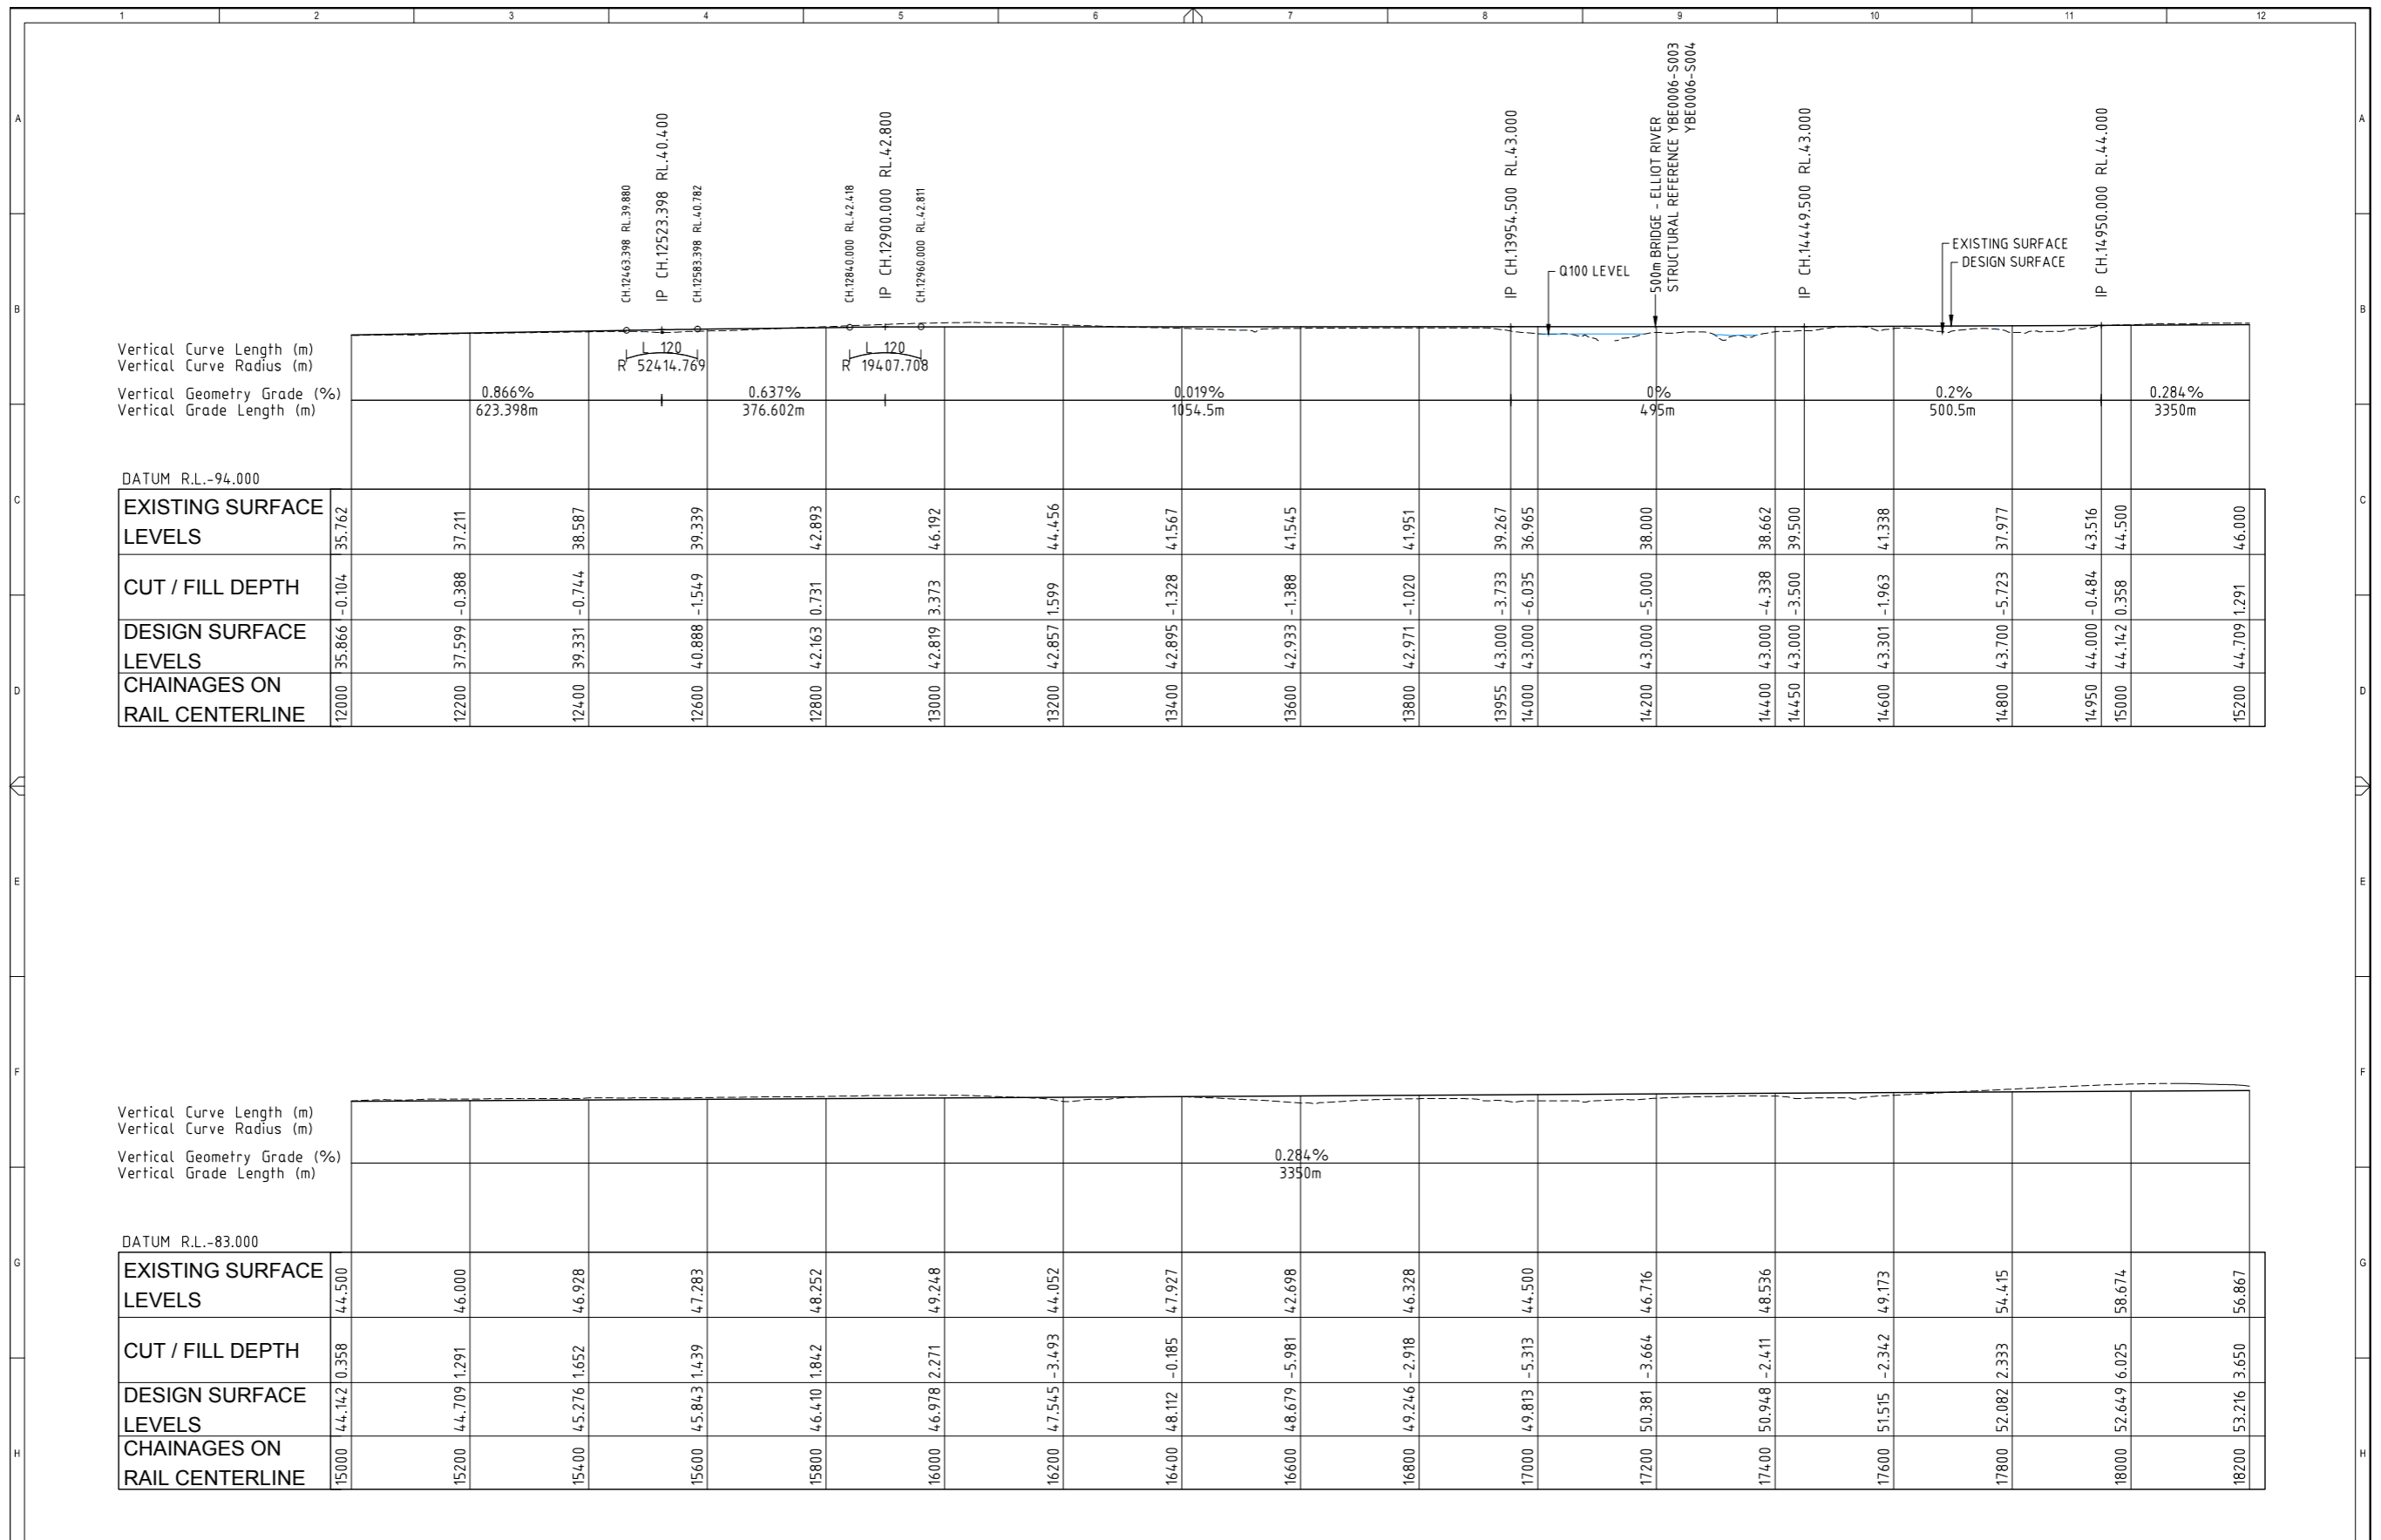 1 2 3 4 5 6 7 8 9 10 11 12
A A
B B
C C
D D
E E
F F
G G
H H
CH.12463.398 RL.39.880
IP CH.12523.398 RL.40.400
CH.12583.398 RL.40.782
CH.12840.000 RL.42.418
IP CH.12900.000 RL.42.800
CH.12960.000 RL.42.811
IP CH.13954.500 RL.43.000
Q100 LEVEL
500m BRIDGE - ELLIOT RIVER
STRUCTURAL REFERENCE YBE0006-S003
YBE0006-S004
IP CH.14449.500 RL.43.000
EXISTING SURFACE
DESIGN SURFACE
IP CH.14950.000 RL.44.000
Vertical Curve Length (m) L 120 L 120
Vertical Curve Radius (m) R 52414.769 R 19407.708
Vertical Geometry Grade (%) 0.866% 0.637% 0.019% 0% 0.2% 0.284%
Vertical Grade Length (m) 623.398m 376.602m 1054.5m 495m 500.5m 3350m
DATUM R.L.-94.000
EXISTING SURFACE
LEVELS
35.762 37.211 38.587 39.339 42.893 46.192 44.456 41.567 41.545 41.951 39.267 36.965 38.000 38.662 39.500 41.338 37.977 43.516 44.500 46.000
CUT / FILL DEPTH
-0.104 -0.388 -0.744 -1.549 0.731 3.373 1.599 -1.328 -1.388 -1.020 -3.733 -6.035 -5.000 -4.338 -3.500 -1.963 -5.723 -0.484 0.358 1.291
DESIGN SURFACE
LEVELS
35.866 37.599 39.331 40.888 42.163 42.819 42.857 42.895 42.933 42.971 43.000 43.000 43.000 43.000 43.000 43.301 43.700 44.000 44.142 44.709
CHAINAGES ON
RAIL CENTERLINE
12000 12200 12400 12600 12800 13000 13200 13400 13600 13800 13955 14000 14200 14400 14450 14600 14800 14950 15000 15200
Vertical Curve Length (m)
Vertical Curve Radius (m)
Vertical Geometry Grade (%) 0.284%
Vertical Grade Length (m) 3350m
DATUM R.L.-83.000
EXISTING SURFACE
LEVELS
44.500 46.000 46.928 47.283 48.252 49.248 44.052 47.927 42.698 46.328 44.500 46.716 48.536 49.173 54.415 58.674 56.867
CUT / FILL DEPTH
0.358 1.291 1.652 1.439 1.842 2.271 -3.493 -0.185 -5.981 -2.918 -5.313 -3.664 -2.411 -2.342 2.333 6.025 3.650
DESIGN SURFACE
LEVELS
44.142 44.709 45.276 45.843 46.410 46.978 47.545 48.112 48.679 49.246 49.813 50.381 50.948 51.515 52.082 52.649 53.216
CHAINAGES ON
RAIL CENTERLINE
15000 15200 15400 15600 15800 16000 16200 16400 16600 16800 17000 17200 17400 17600 17800 18000 18200